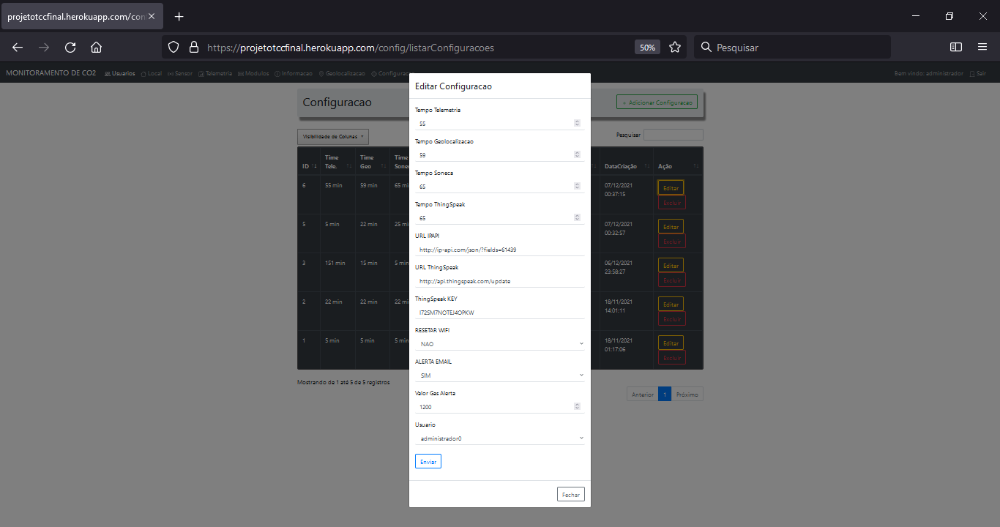 projetotccfinal.herokuapp.com/con
50%
https://projetotccfinal.herokuapp.com/config/listarConfiguracoes
Pesquisar
MONITORAMENTO DE CO2 Usuarios Local Sensor Telemetria Modulos Informacao Geolocalizacao Configurac
Bem vindo: administrador Sair
Configuracao
+ Adicionar Configuracao
Visibilidade de Colunas
Pesquisar
ID Time Tele. Time Geo Time Sonec DataCriação Ação
6 55 min 59 min 65 mi 07/12/2021 00:37:15 Editar Excluir
5 5 min 22 min 25 mi 07/12/2021 00:32:57 Editar Excluir
3 151 min 15 min 5 min 06/12/2021 23:58:27 Editar Excluir
2 22 min 22 min 22 mi 18/11/2021 14:01:11 Editar Excluir
1 5 min 5 min 5 min 18/11/2021 01:17:06 Editar Excluir
Mostrando de 1 até 5 de 5 registros
Anterior 1 Próximo
Editar Configuracao
Tempo Telemetria
55
Tempo Geolocalizacao
59
Tempo Soneca
65
Tempo ThingSpeak
65
URL IPAPI
http://ip-api.com/json/?fields=61439
URL ThingSpeak
http://api.thingspeak.com/update
ThingSpeak KEY
I72SM7NOTEJ4OPKW
RESETAR WIFI
NAO
ALERTA EMAIL
SIM
Valor Gas Alerta
1200
Usuario
administrador0
Enviar
Fechar